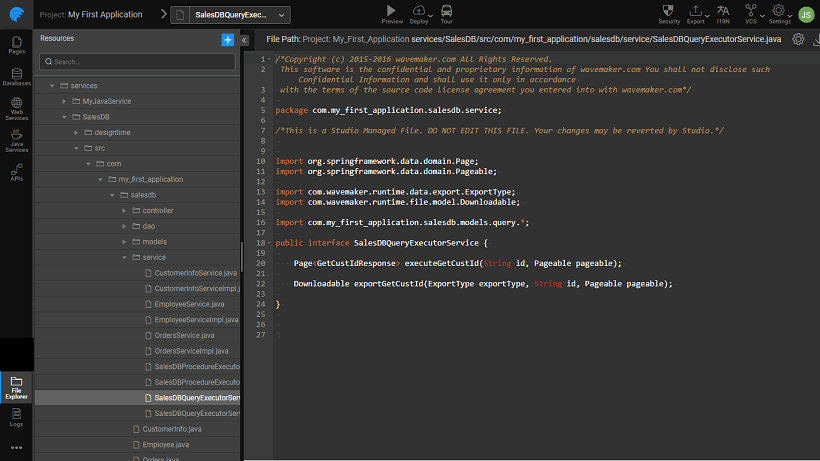 Project: My First Application
SalesDBQueryExec...
Preview
Deploy
Tour
Security
Export
I18N
VCS
Settings
JS
Pages
Databases
Web
Services
Java
Services
APIs
File
Explorer
Logs
Resources
+
Search...
services
MyJavaService
SalesDB
designtime
src
com
my_first_application
salesdb
controller
dao
models
service
CustomerInfoService.java
CustomerInfoServiceImpl.j
EmployeeService.java
EmployeeServiceImpl.java
OrdersService.java
OrdersServiceImpl.java
SalesDBProcedureExecuto
SalesDBProcedureExecuto
SalesDBQueryExecutorSer
SalesDBQueryExecutorSer
CustomerInfo.java
Employee.java
Orders.java
File Path: Project: My_First_Application services/SalesDB/src/com/my_first_application/salesdb/service/SalesDBQueryExecutorService.java
1 /*Copyright (c) 2015-2016 wavemaker.com All Rights Reserved.
2 This software is the confidential and proprietary information of wavemaker.com You shall not disclose such
Confidential Information and shall use it only in accordance
3 with the terms of the source code license agreement you entered into with wavemaker.com*/
4
5 package com.my_first_application.salesdb.service;
6
7 /*This is a Studio Managed File. DO NOT EDIT THIS FILE. Your changes may be reverted by Studio.*/
8
9
10 import org.springframework.data.domain.Page;
11 import org.springframework.data.domain.Pageable;
12
13 import com.wavemaker.runtime.data.export.ExportType;
14 import com.wavemaker.runtime.file.model.Downloadable;
15
16 import com.my_first_application.salesdb.models.query.*;
17
18 public interface SalesDBQueryExecutorService {
19
20 Page<GetCustIdResponse> executeGetCustId(String id, Pageable pageable);
21
22 Downloadable exportGetCustId(ExportType exportType, String id, Pageable pageable);
23
24 }
25
26
27